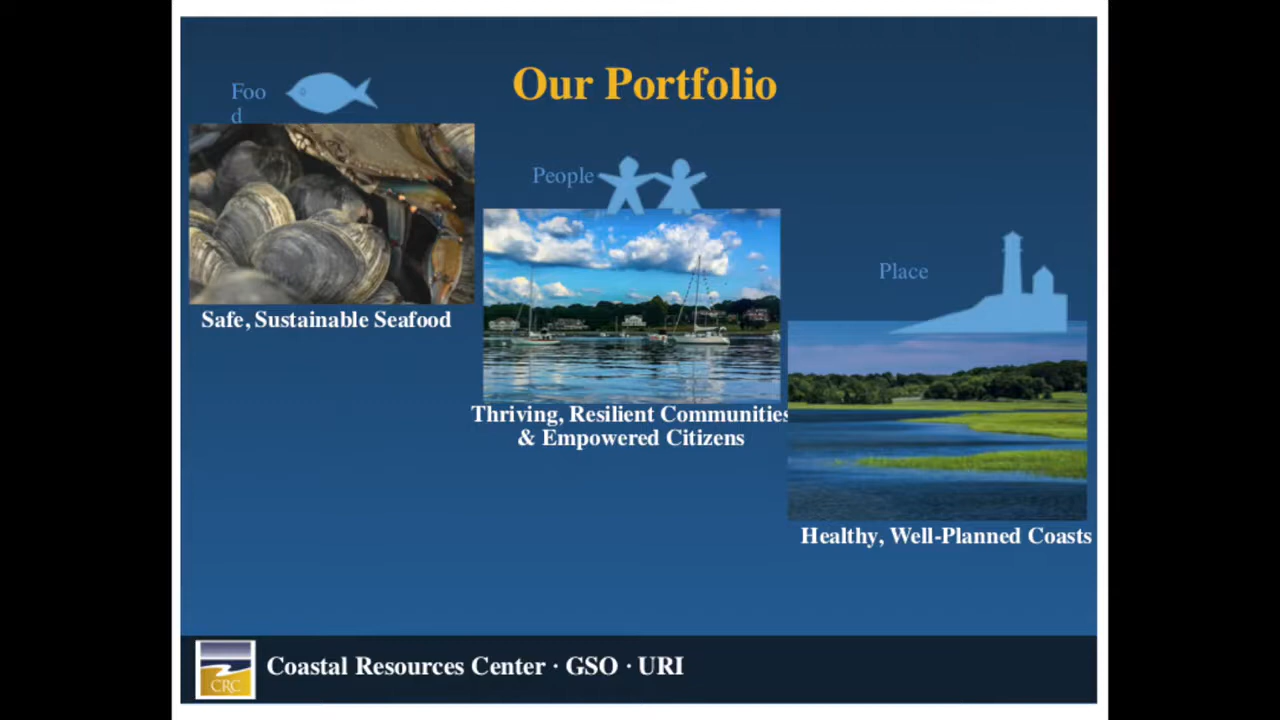 Our Portfolio
Foo
d
Safe, Sustainable Seafood
People
Thriving, Resilient Communities
& Empowered Citizens
Place
Healthy, Well-Planned Coasts
CRC
Coastal Resources Center · GSO · URI